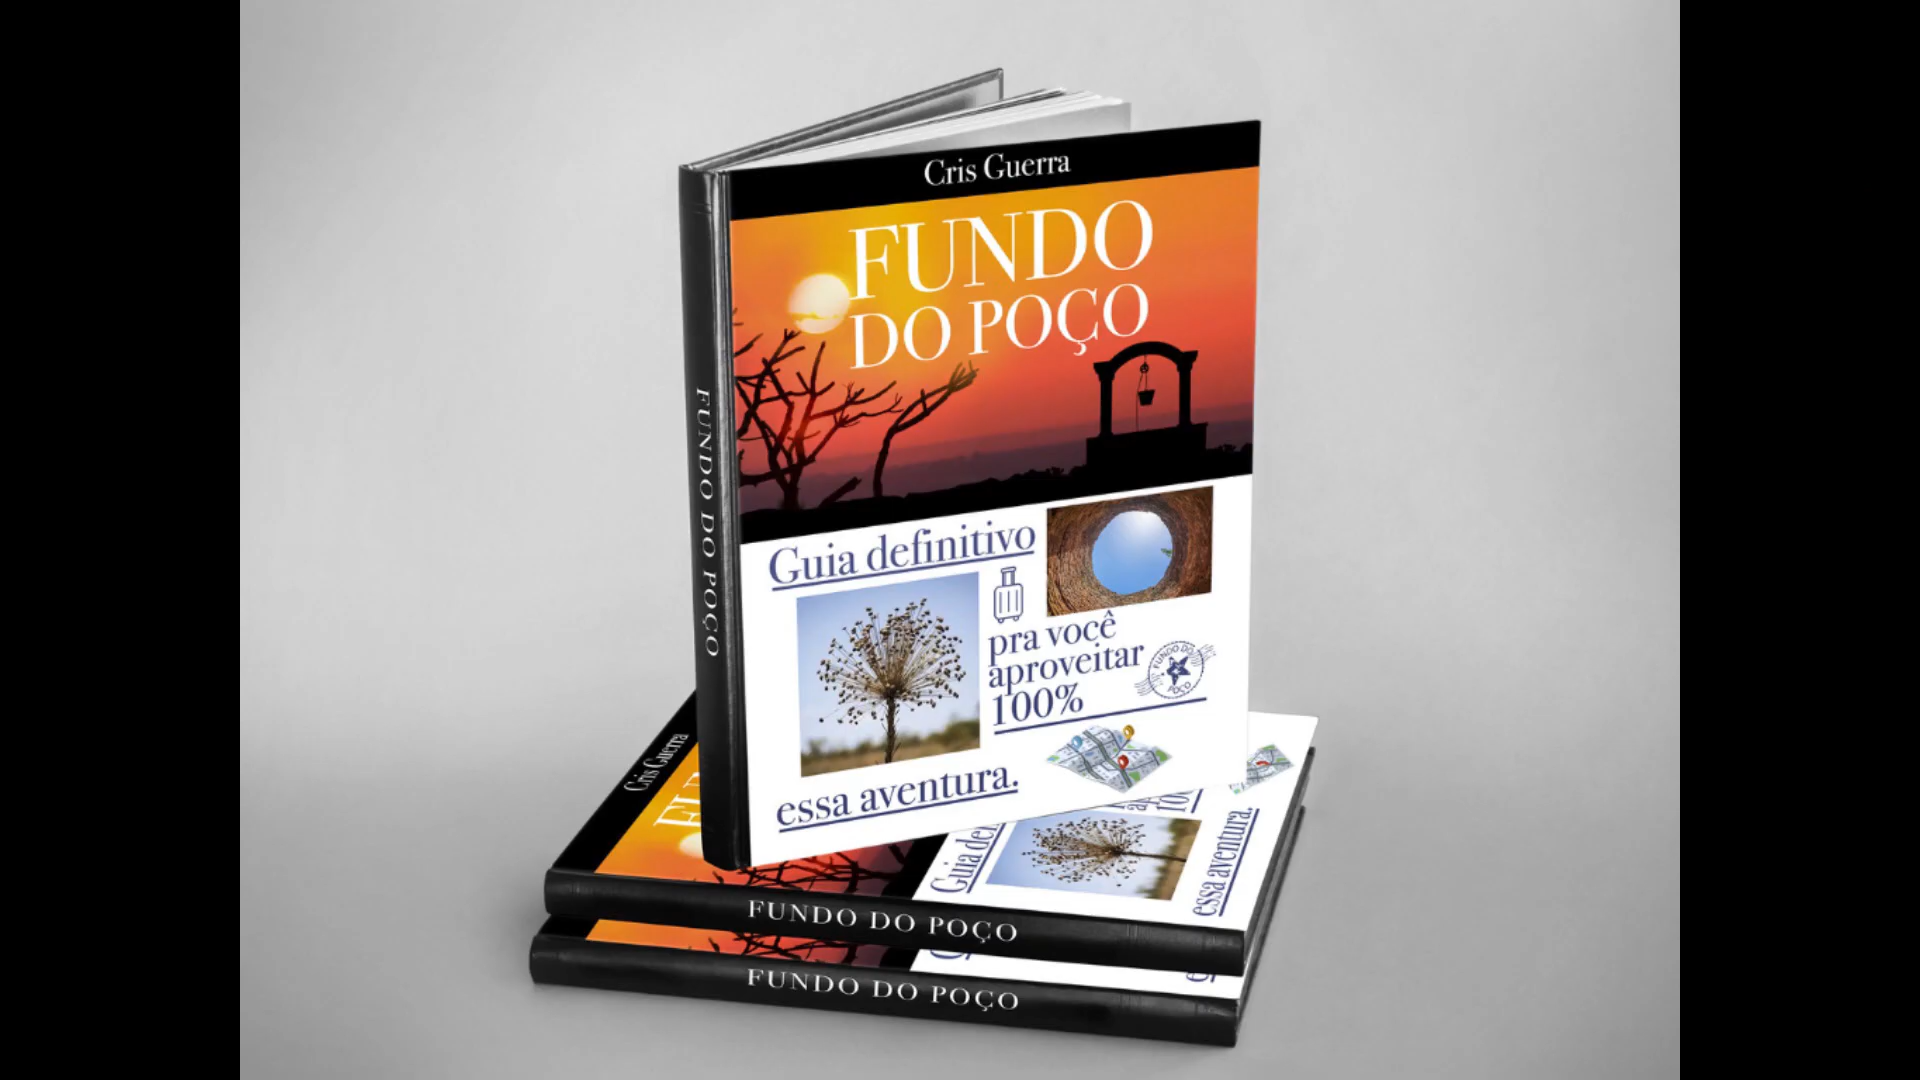 Cris Guerra
FUNDO
DO POÇO
FUNDO DO POÇO
Guia definitivo
pra você
aproveitar
100%
FUNDO DO
POÇO
essa aventura.
Cris Guerra
essa aventura.
FUNDO DO POÇO
FUNDO DO POÇO